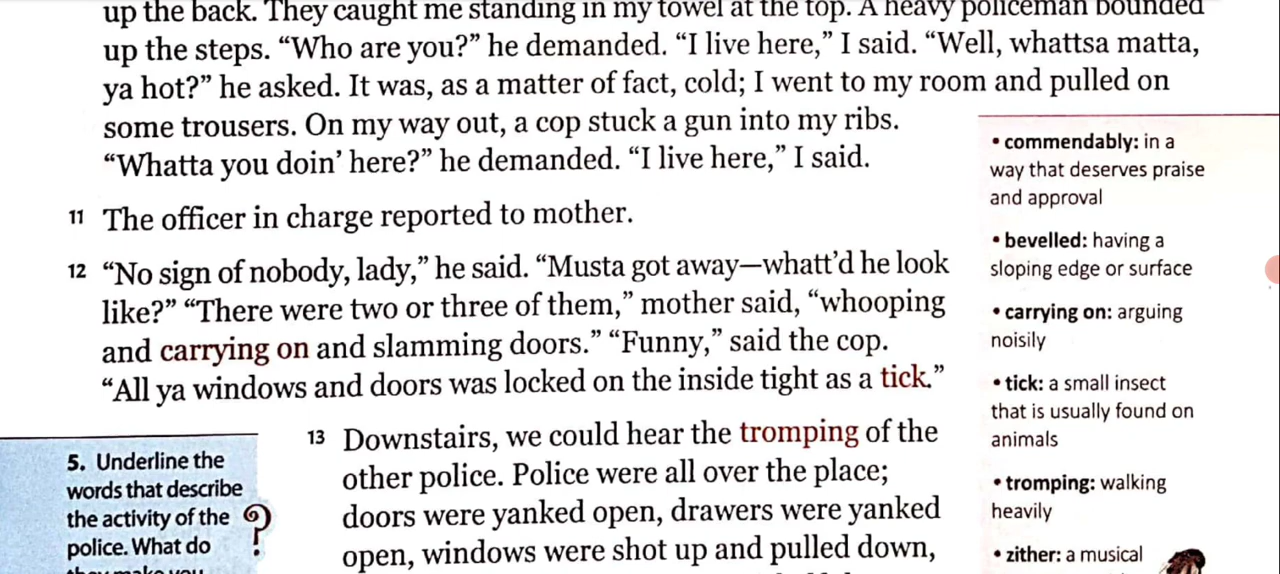 up the back. They caught me standing in my towel at the top. A heavy policeman bounded
up the steps. “Who are you?” he demanded. “I live here,” I said. “Well, whattsa matta,
ya hot?” he asked. It was, as a matter of fact, cold; I went to my room and pulled on
some trousers. On my way out, a cop stuck a gun into my ribs.
“Whatta you doin’ here?” he demanded. “I live here,” I said.
11 The officer in charge reported to mother.
12 “No sign of nobody, lady,” he said. “Musta got away—whatt’d he look
like?” “There were two or three of them,” mother said, “whooping
and carrying on and slamming doors.” “Funny,” said the cop.
“All ya windows and doors was locked on the inside tight as a tick.”
13 Downstairs, we could hear the tromping of the
other police. Police were all over the place;
doors were yanked open, drawers were yanked
open, windows were shot up and pulled down,
5. Underline the
words that describe
the activity of the
police. What do
they make you
?
• commendably: in a
way that deserves praise
and approval
• bevelled: having a
sloping edge or surface
• carrying on: arguing
noisily
• tick: a small insect
that is usually found on
animals
• tromping: walking
heavily
• zither: a musical